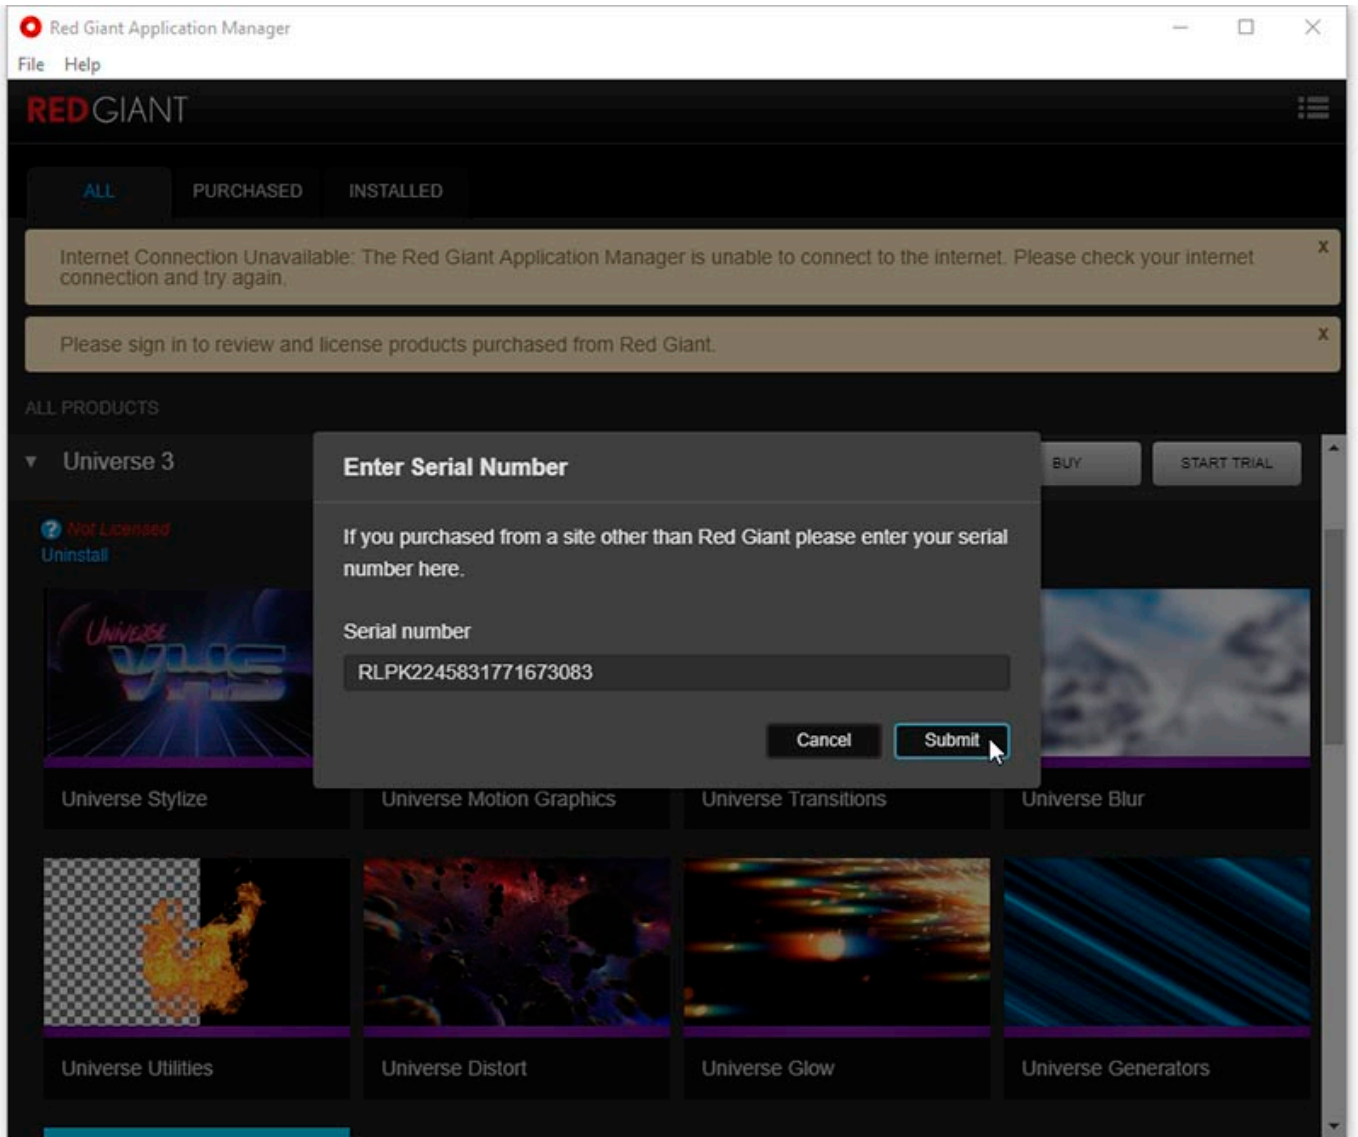 Red Giant Application Manager
File Help
REDGIANT
ALL PURCHASED INSTALLED
Internet Connection Unavailable: The Red Giant Application Manager is unable to connect to the internet. Please check your internet
connection and try again.
x
Please sign in to review and license products purchased from Red Giant.
x
ALL PRODUCTS
Universe 3
BUY START TRIAL
Not Licensed
Uninstall
Enter Serial Number
If you purchased from a site other than Red Giant please enter your serial
number here.
Serial number
RLPK2245831771673083
Cancel Submit
UNIVERSE
VHS
Universe Stylize Universe Motion Graphics Universe Transitions Universe Blur
Universe Utilities Universe Distort Universe Glow Universe Generators